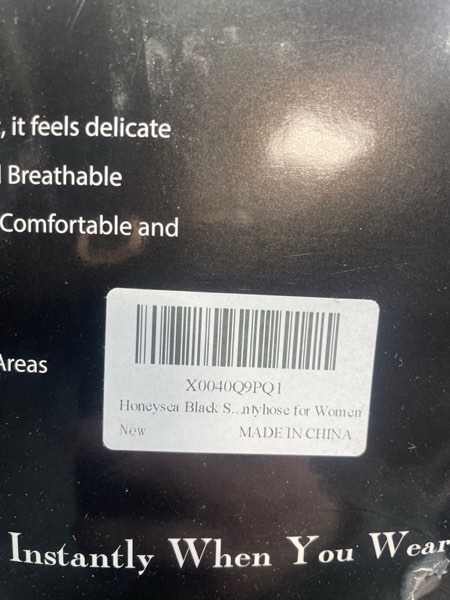 , it feels delicate
Breathable
Comfortable and
Areas
X0040Q9PQ1
Honeysea Black S...ntyhose for Women
New MADE IN CHINA
Instantly When You Wear